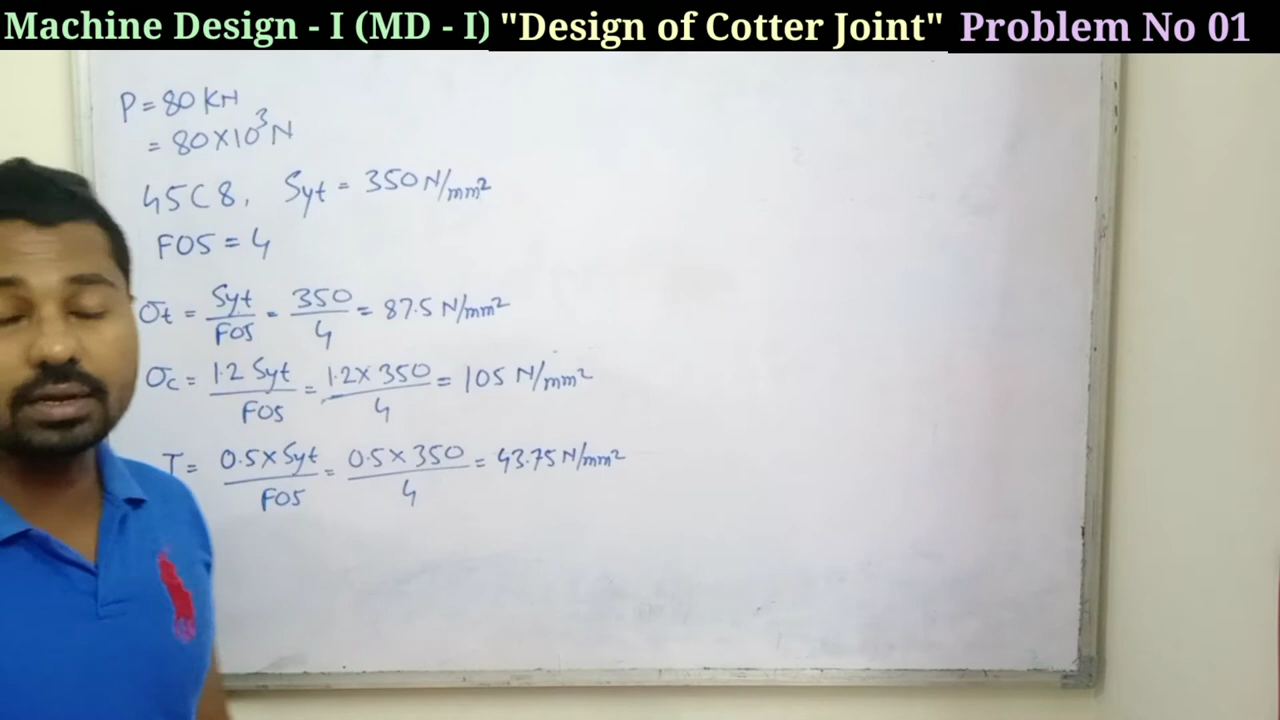 Machine Design - I (MD - I) "Design of Cotter Joint" Problem No 01
P = 80 KN
= 80×10³ N
45C8, Syt = 350 N/mm²
FOS = 4
σt = Syt/FOS = 350/4 = 87.5 N/mm²
σc = 1.2 Syt/FOS = 1.2×350/4 = 105 N/mm²
τ = 0.5×Syt/FOS = 0.5×350/4 = 43.75 N/mm²